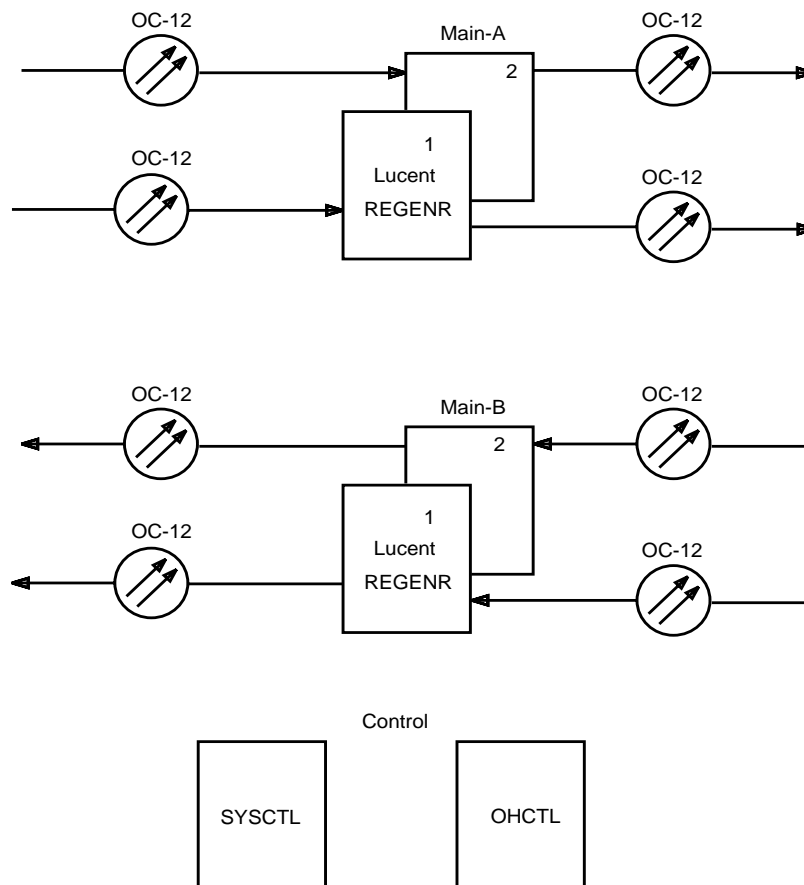 OC-12
Main-A
OC-12
2
OC-12
1
Lucent
REGENR
OC-12
OC-12
Main-B
OC-12
2
OC-12
1
Lucent
REGENR
OC-12
Control
SYSCTL
OHCTL